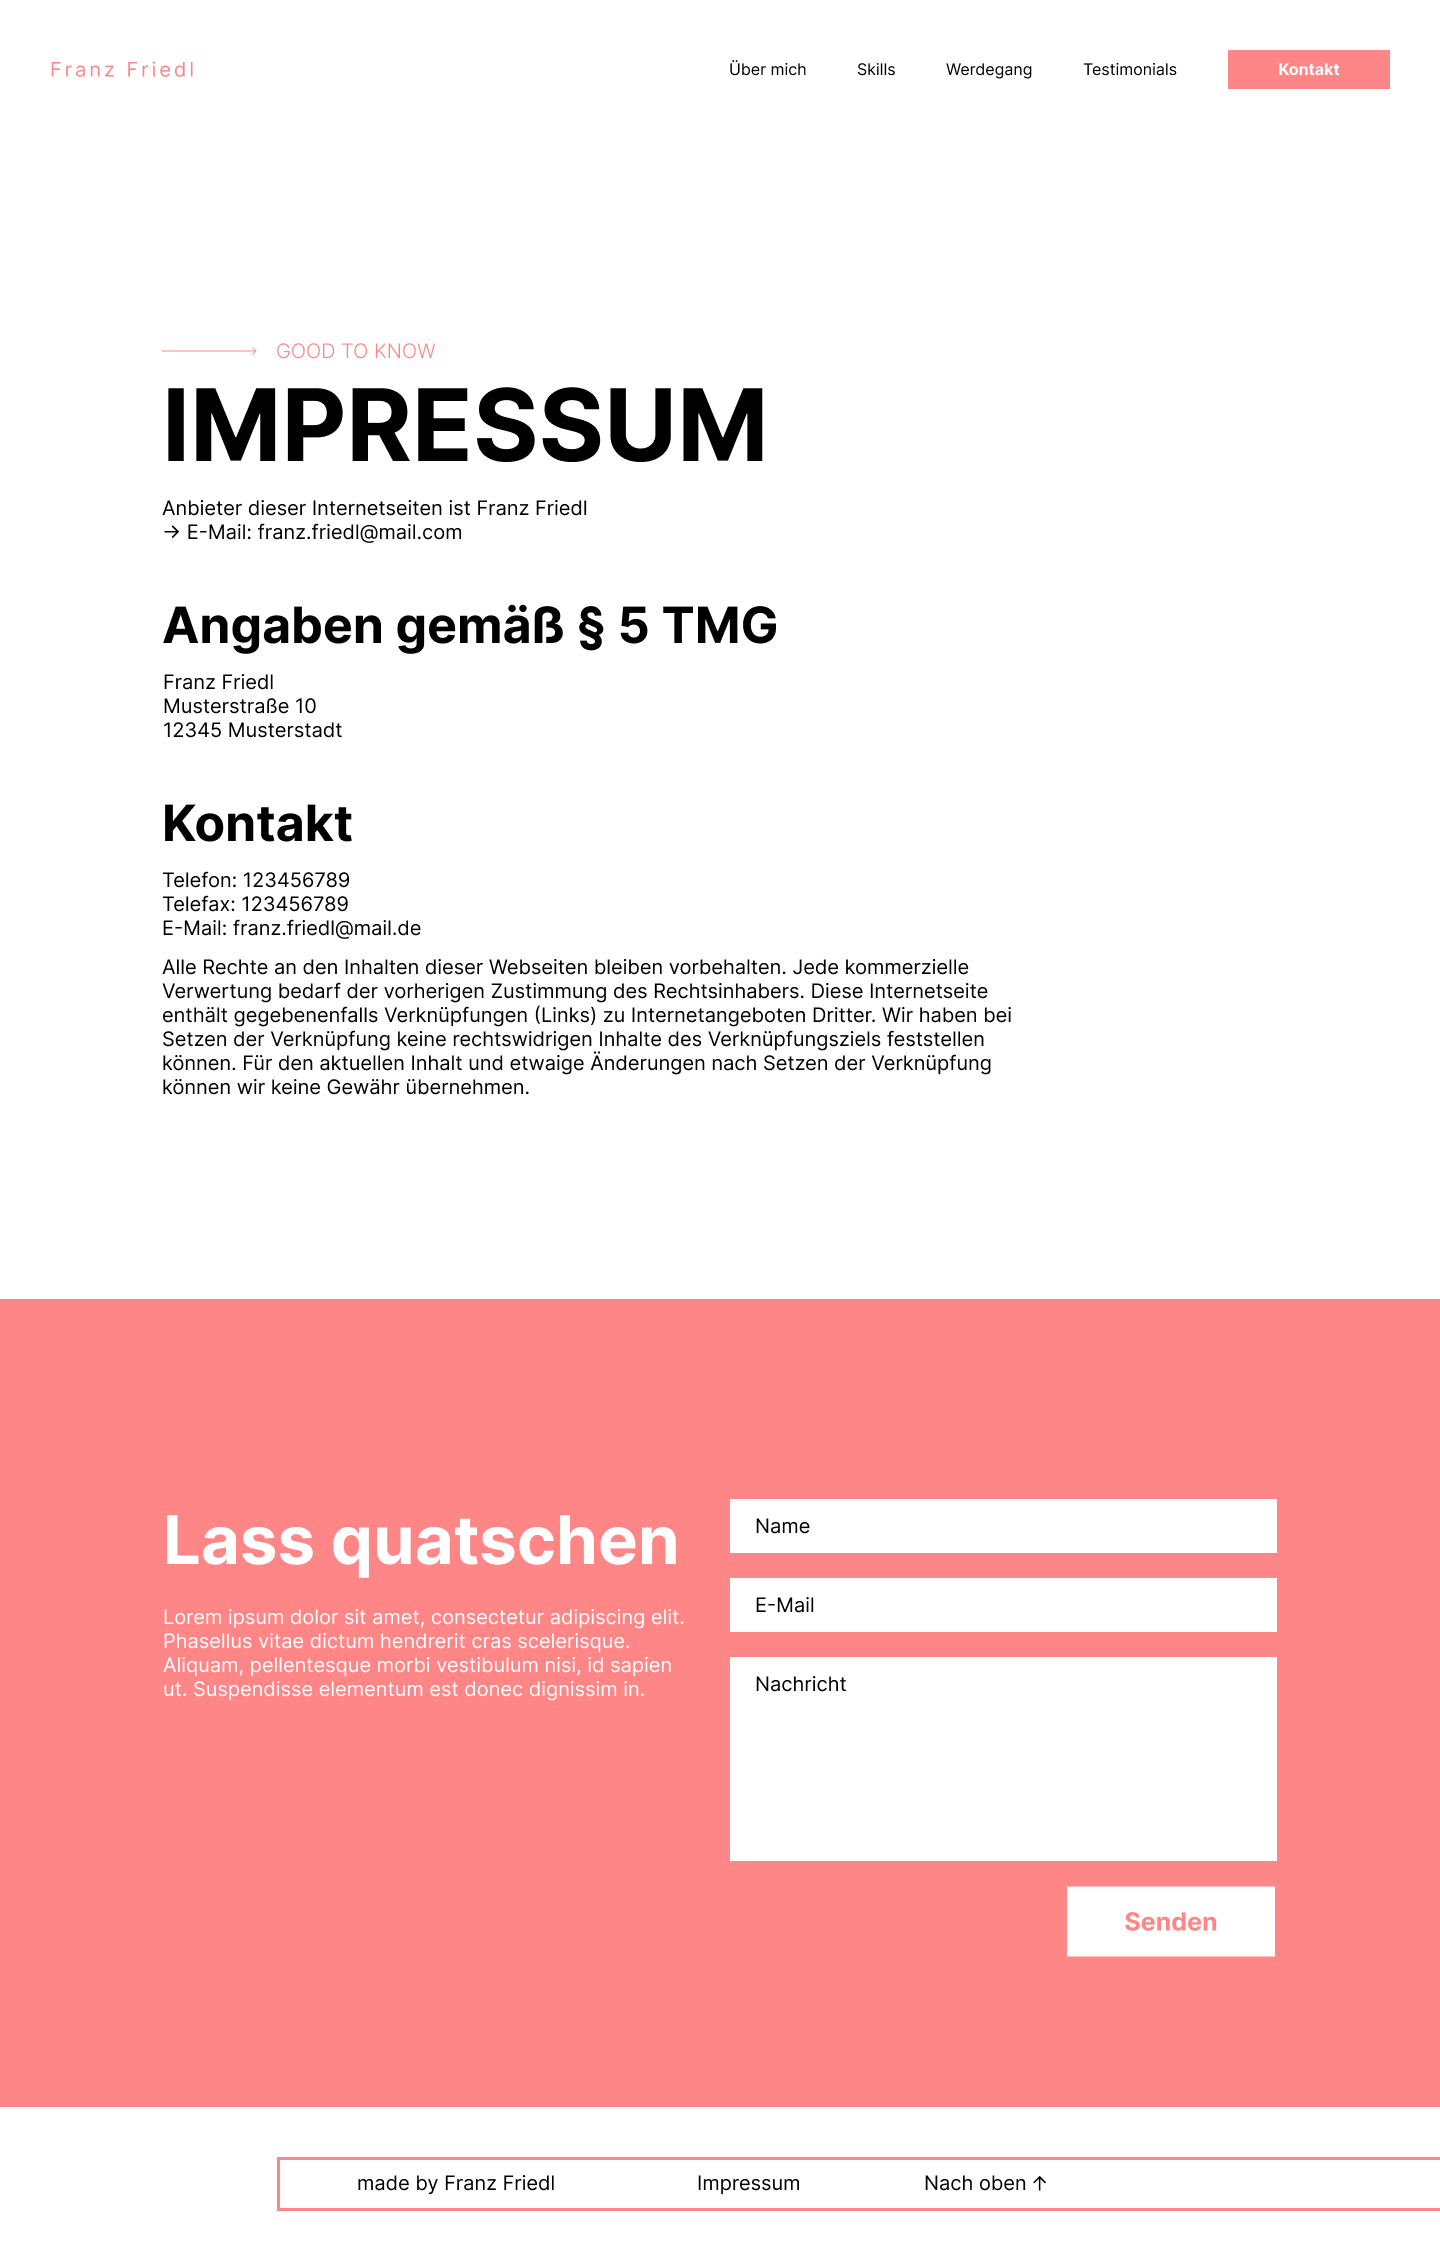 Franz Friedl
Über mich
Skills
Werdegang
Testimonials
Kontakt
GOOD TO KNOW
IMPRESSUM
Anbieter dieser Internetseiten ist Franz Friedl
→ E-Mail: franz.friedl@mail.com
Angaben gemäß § 5 TMG
Franz Friedl
Musterstraße 10
12345 Musterstadt
Kontakt
Telefon: 123456789
Telefax: 123456789
E-Mail: franz.friedl@mail.de
Alle Rechte an den Inhalten dieser Webseiten bleiben vorbehalten. Jede kommerzielle
Verwertung bedarf der vorherigen Zustimmung des Rechtsinhabers. Diese Internetseite
enthält gegebenenfalls Verknüpfungen (Links) zu Internetangeboten Dritter. Wir haben bei
Setzen der Verknüpfung keine rechtswidrigen Inhalte des Verknüpfungsziels feststellen
können. Für den aktuellen Inhalt und etwaige Änderungen nach Setzen der Verknüpfung
können wir keine Gewähr übernehmen.
Lass quatschen
Lorem ipsum dolor sit amet, consectetur adipiscing elit.
Phasellus vitae dictum hendrerit cras scelerisque.
Aliquam, pellentesque morbi vestibulum nisi, id sapien
ut. Suspendisse elementum est donec dignissim in.
Name
E-Mail
Nachricht
Senden
made by Franz Friedl
Impressum
Nach oben ↑